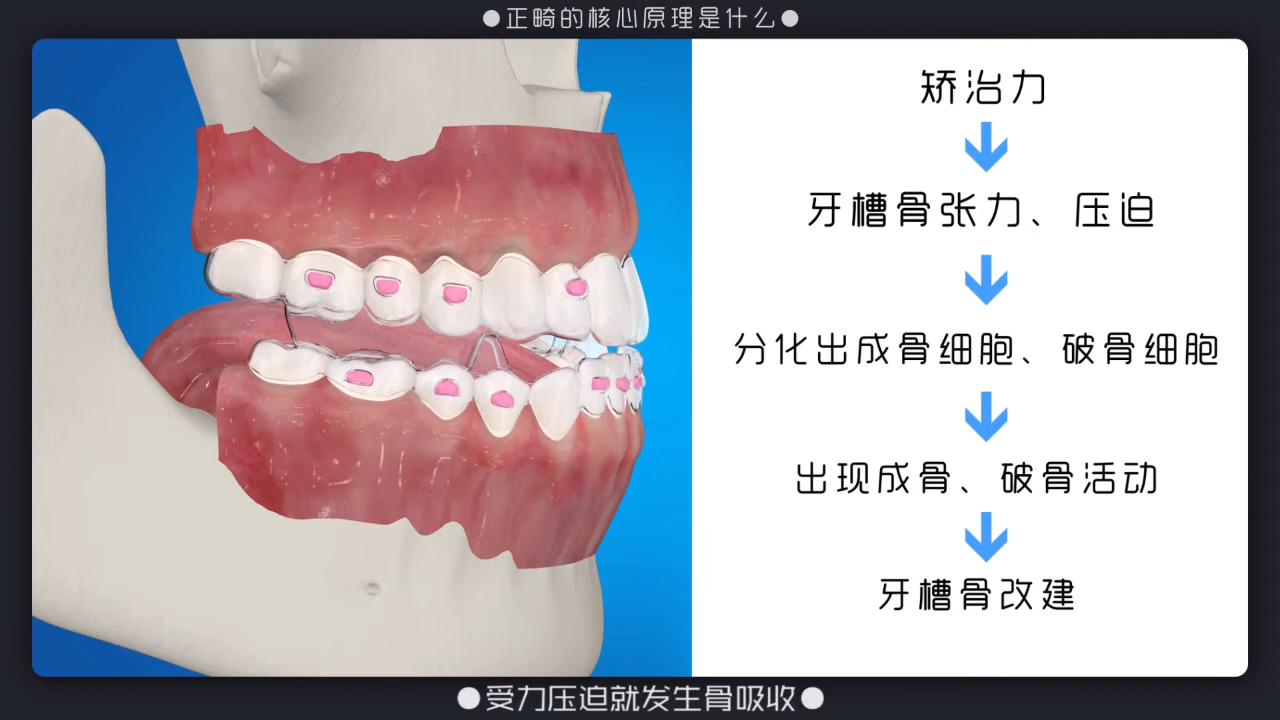 ●正畸的核心原理是什么●
矫治力
牙槽骨张力、压迫
分化出成骨细胞、破骨细胞
出现成骨、破骨活动
牙槽骨改建
●受力压迫就发生骨吸收●